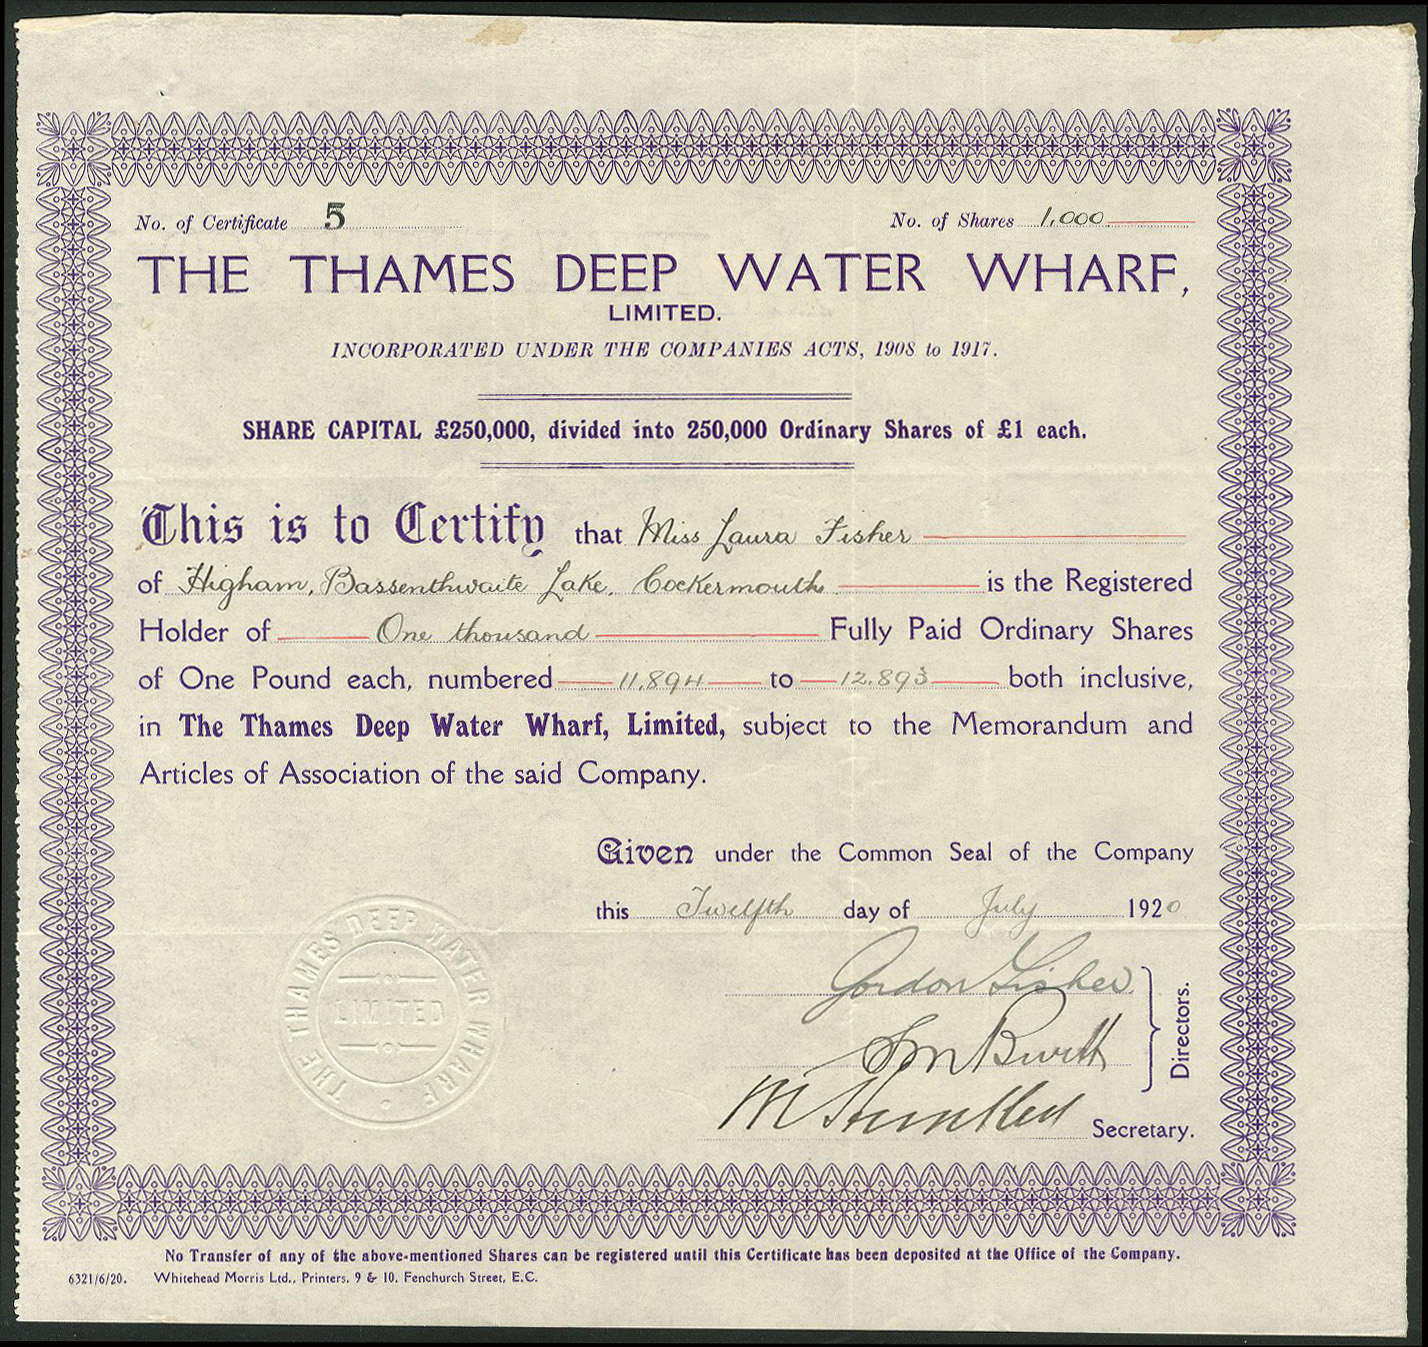 No. of Certificate 5
No. of Shares 1,000
THE THAMES DEEP WATER WHARF,
LIMITED.
INCORPORATED UNDER THE COMPANIES ACTS, 1908 to 1917.
SHARE CAPITAL £250,000, divided into 250,000 Ordinary Shares of £1 each.
This is to Certify that Miss Laura Fisher
of Higham, Bassenthwaite Lake, Cockermouth is the Registered
Holder of One thousand Fully Paid Ordinary Shares
of One Pound each, numbered 11,894 to 12,893 both inclusive,
in The Thames Deep Water Wharf, Limited, subject to the Memorandum and
Articles of Association of the said Company.
Given under the Common Seal of the Company
this Twelfth day of July 1920
Gordon Fisher
Directors.
Secretary.
THE THAMES DEEP WATER WHARF
LIMITED
No Transfer of any of the above-mentioned Shares can be registered until this Certificate has been deposited at the Office of the Company.
6321/6/20. Whitehead Morris Ltd., Printers, 9 & 10, Fenchurch Street, E.C.